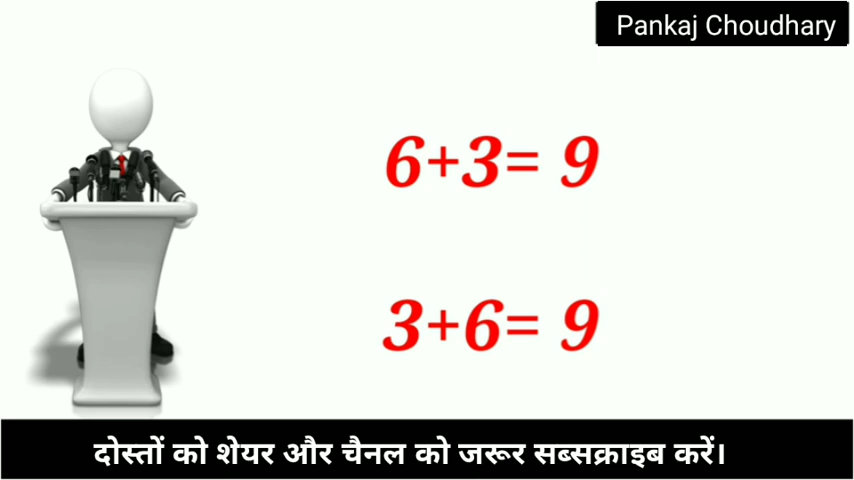 Pankaj Choudhary
6+3= 9
3+6= 9
दोस्तों को शेयर और चैनल को जरूर सब्सक्राइब करें।